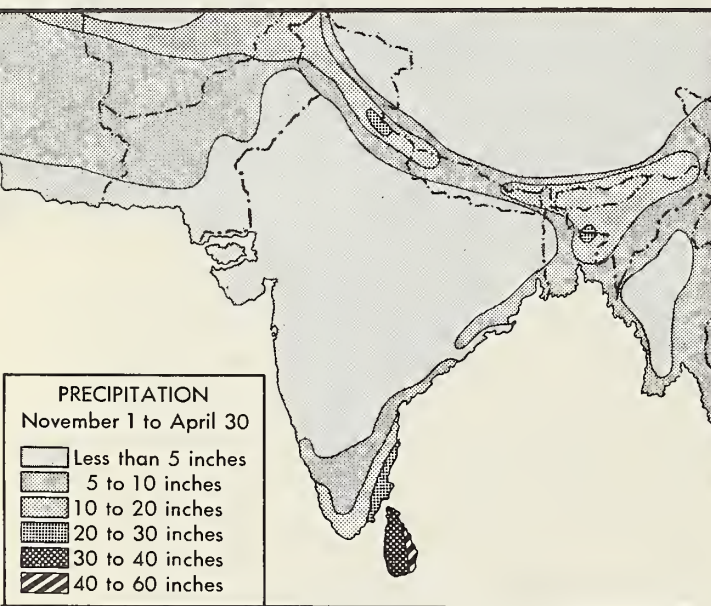 PRECIPITATION
November 1 to April 30
Less than 5 inches
5 to 10 inches
10 to 20 inches
20 to 30 inches
30 to 40 inches
40 to 60 inches